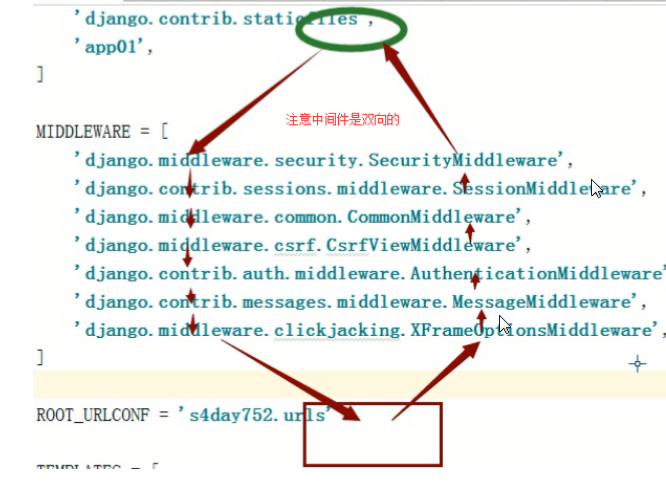 'django.contrib.staticfiles',
'app01',
]
注意中间件是双向的
MIDDLEWARE = [
'django.middleware.security.SecurityMiddleware',
'django.contrib.sessions.middleware.SessionMiddleware',
'django.middleware.common.CommonMiddleware',
'django.middleware.csrf.CsrfViewMiddleware',
'django.contrib.auth.middleware.AuthenticationMiddleware'
'django.contrib.messages.middleware.MessageMiddleware',
'django.middleware.clickjacking.XFrameOptionsMiddleware',
]
ROOT_URLCONF = 's4day752.urls'
TEMPLATES = [